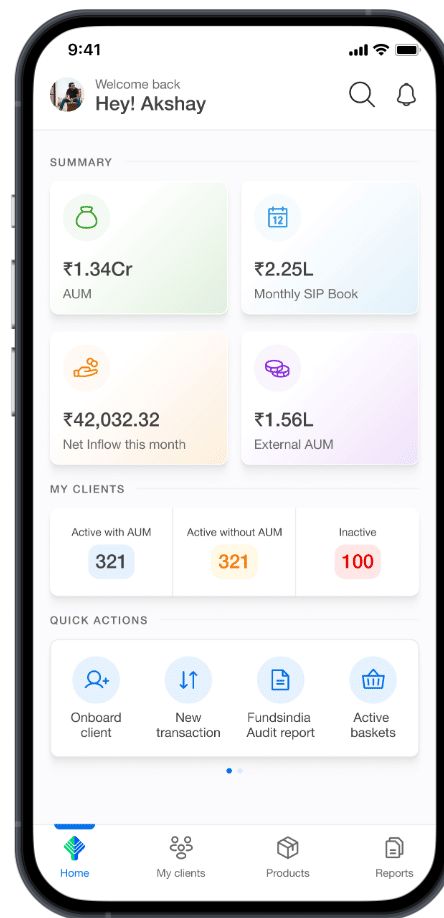 9:41
Welcome back
Hey! Akshay
SUMMARY
12
₹1.34Cr
AUM
₹2.25L
Monthly SIP Book
₹42,032.32
Net Inflow this month
₹1.56L
External AUM
MY CLIENTS
Active with AUM
321
Active without AUM
321
Inactive
100
QUICK ACTIONS
Onboard
client
New
transaction
Fundsindia
Audit report
Active
baskets
Home
My clients
Products
Reports